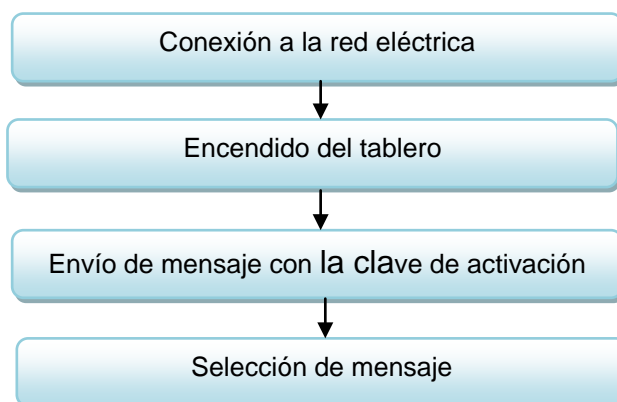 Conexión a la red eléctrica
Encendido del tablero
Envío de mensaje con la clave de activación
Selección de mensaje